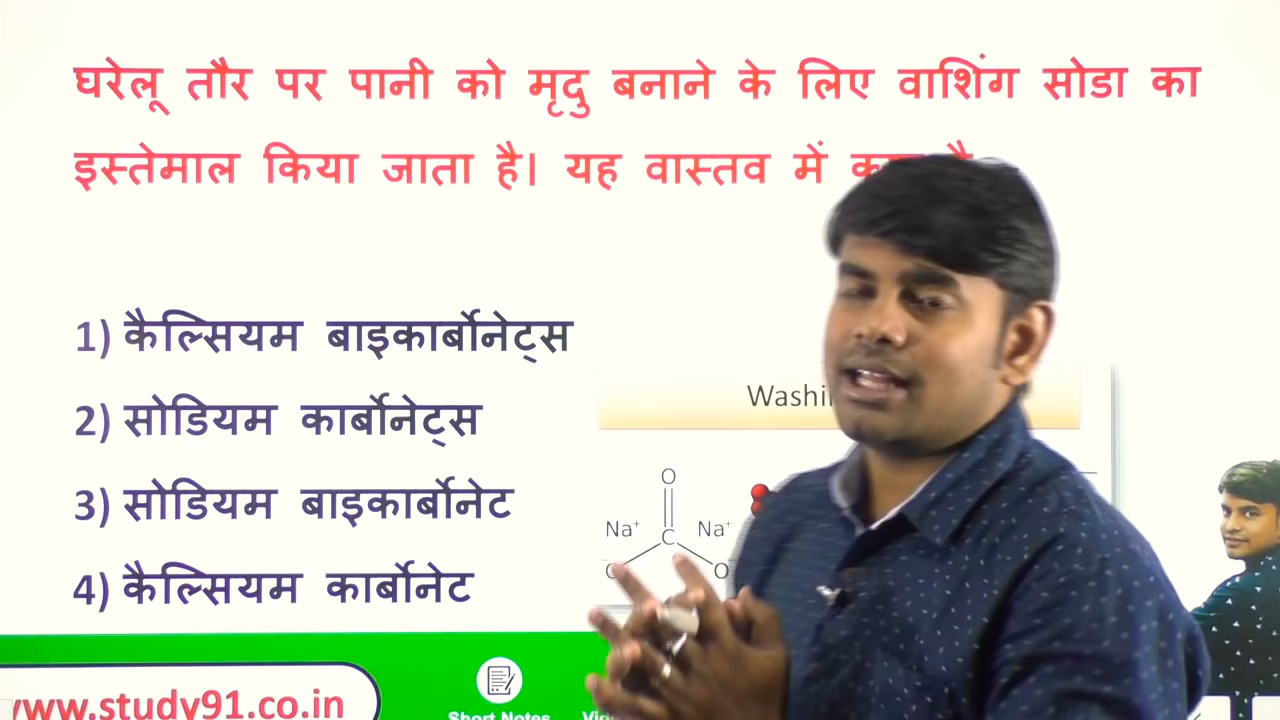 घरेलू तौर पर पानी को मृदु बनाने के लिए वाशिंग सोडा का
इस्तेमाल किया जाता है। यह वास्तव में
1) कैल्सियम बाइकार्बोनेट्स
2) सोडियम कार्बोनेट्स
3) सोडियम बाइकार्बोनेट
4) कैल्सियम कार्बोनेट
O
Na⁺ Na⁺
C
O
www.study91.co.in
Short Notes